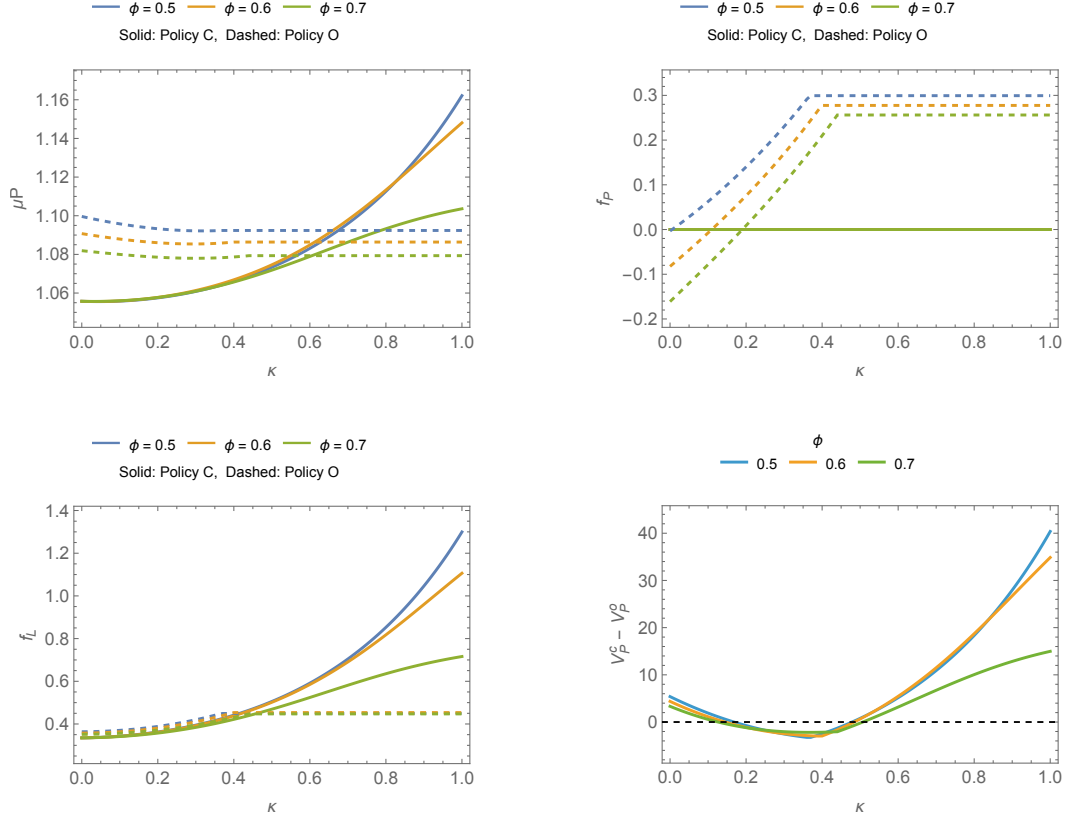 ϕ = 0.5 ϕ = 0.6 ϕ = 0.7
Solid: Policy C, Dashed: Policy O
μP
1.16
1.14
1.12
1.10
1.08
1.06
0.0 0.2 0.4 0.6 0.8 1.0
κ
ϕ = 0.5 ϕ = 0.6 ϕ = 0.7
Solid: Policy C, Dashed: Policy O
f_P
0.3
0.2
0.1
0.0
−0.1
−0.2
0.0 0.2 0.4 0.6 0.8 1.0
κ
ϕ = 0.5 ϕ = 0.6 ϕ = 0.7
Solid: Policy C, Dashed: Policy O
f_L
1.4
1.2
1.0
0.8
0.6
0.4
0.0 0.2 0.4 0.6 0.8 1.0
κ
ϕ
0.5 0.6 0.7
V_P^c − V_P^o
40
30
20
10
0
0.0 0.2 0.4 0.6 0.8 1.0
κ